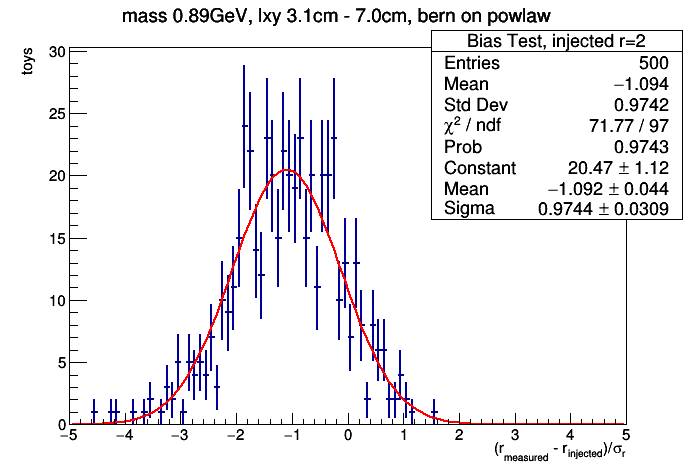 mass 0.89GeV, lxy 3.1cm - 7.0cm, bern on powlaw
Bias Test, injected r=2
Entries 500
Mean −1.094
Std Dev 0.9742
χ² / ndf 71.77 / 97
Prob 0.9743
Constant 20.47 ± 1.12
Mean −1.092 ± 0.044
Sigma 0.9744 ± 0.0309
toys
30
25
20
15
10
5
0
−5 −4 −3 −2 −1 0 1 2 3 4 5
(r_measured - r_injected)/σ_r